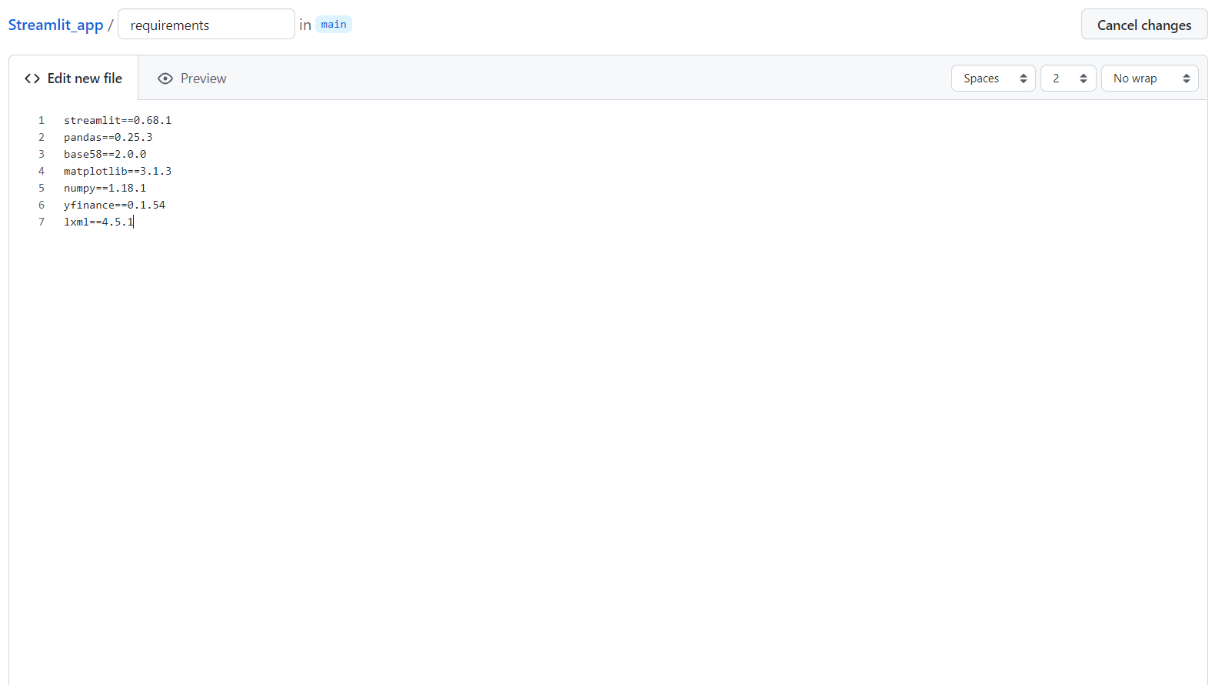 Streamlit_app / requirements in main Cancel changes
Edit new file Preview Spaces 2 No wrap
1 streamlit==0.68.1
2 pandas==0.25.3
3 base58==2.0.0
4 matplotlib==3.1.3
5 numpy==1.18.1
6 yfinance==0.1.54
7 lxml==4.5.1